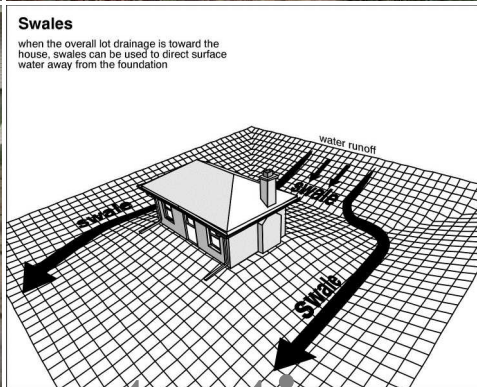 Swales
when the overall lot drainage is toward the
house, swales can be used to direct surface
water away from the foundation
water runoff
swale
swale
Swale